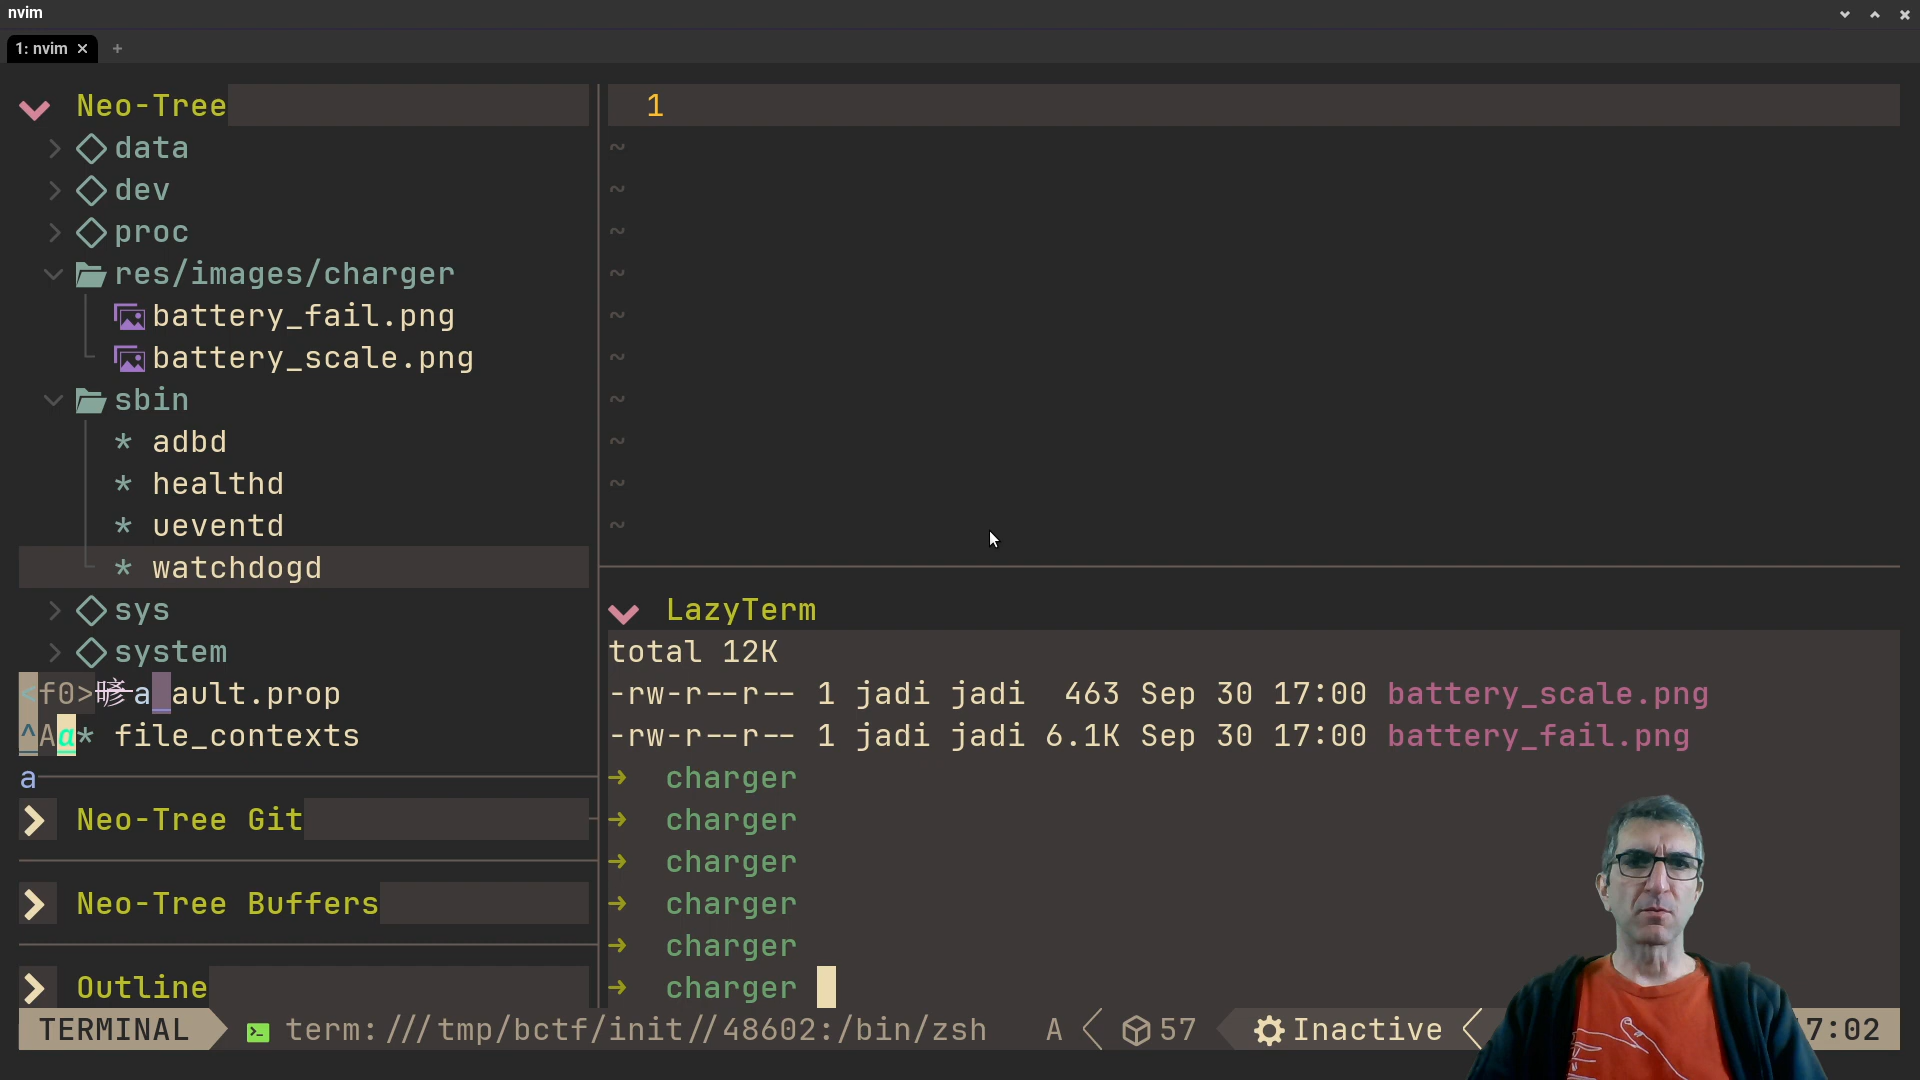 nvim
1: nvim × +
Neo-Tree
data
dev
proc
res/images/charger
battery_fail.png
battery_scale.png
sbin
* adbd
* healthd
* ueventd
* watchdogd
sys
system
<f0> a ault.prop
^Aa* file_contexts
a
Neo-Tree Git
Neo-Tree Buffers
Outline
1
~
~
~
~
~
~
~
~
~
~
LazyTerm
total 12K
-rw-r--r-- 1 jadi jadi 463 Sep 30 17:00 battery_scale.png
-rw-r--r-- 1 jadi jadi 6.1K Sep 30 17:00 battery_fail.png
→ charger
→ charger
→ charger
→ charger
→ charger
→ charger
TERMINAL term:///tmp/bctf/init//48602:/bin/zsh A 57 Inactive 7:02